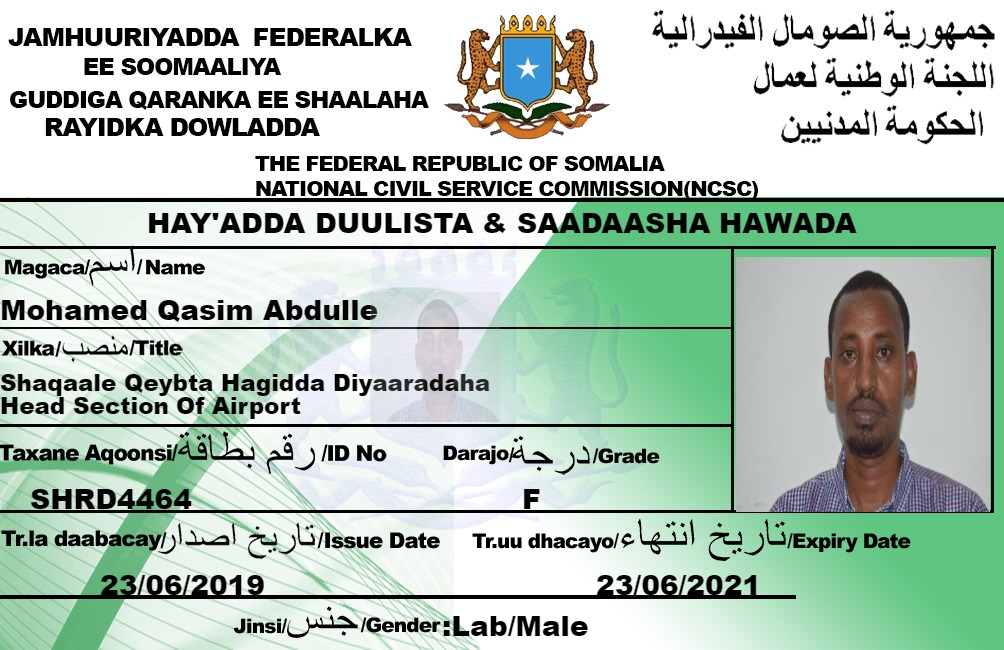 JAMHUURIYADDA FEDERALKA
EE SOOMAALIYA
GUDDIGA QARANKA EE SHAALAHA
RAYIDKA DOWLADDA
جمهورية الصومال الفيدرالية
اللجنة الوطنية لعمال
الحكومة المدنيين
THE FEDERAL REPUBLIC OF SOMALIA
NATIONAL CIVIL SERVICE COMMISSION(NCSC)
HAY'ADDA DUULISTA & SAADAASHA HAWADA
Magaca/اسم/Name
Mohamed Qasim Abdulle
Xilka/منصب/Title
Shaqaale Qeybta Hagidda Diyaaradaha
Head Section Of Airport
Taxane Aqoonsi/رقم بطاقة/ID No
Darajo/درجة/Grade
SHRD4464
F
Tr.la daabacay/تاريخ اصدار/Issue Date
Tr.uu dhacayo/تاريخ انتهاء/Expiry Date
23/06/2019
23/06/2021
Jinsi/جنس/Gender:Lab/Male